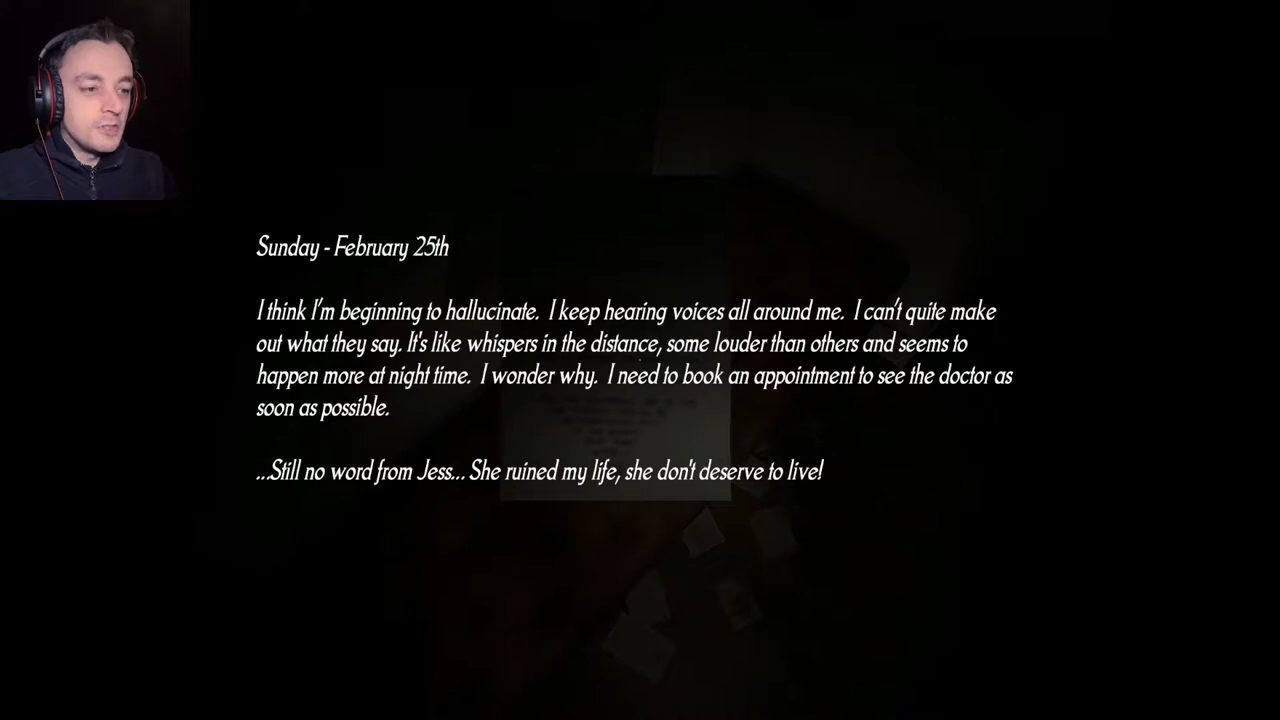 Sunday - February 25th
I think I'm beginning to hallucinate.  I keep hearing voices all around me.  I can't quite make
out what they say. It's like whispers in the distance, some louder than others and seems to
happen more at night time.  I wonder why.  I need to book an appointment to see the doctor as
soon as possible.
...Still no word from Jess... She ruined my life, she don't deserve to live!